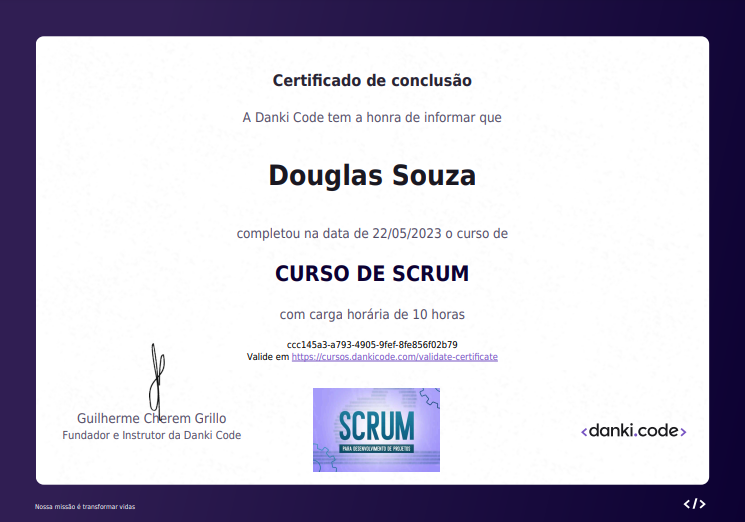 Certificado de conclusão
A Danki Code tem a honra de informar que
Douglas Souza
completou na data de 22/05/2023 o curso de
CURSO DE SCRUM
com carga horária de 10 horas
ccc145a3-a793-4905-9fef-8fe856f02b79
Valide em https://cursos.dankicode.com/validate-certificate
Guilherme Cherem Grillo
Fundador e Instrutor da Danki Code
SCRUM
PARA DESENVOLVIMENTO DE PROJETOS
<danki.code>
Nossa missão é transformar vidas
</>